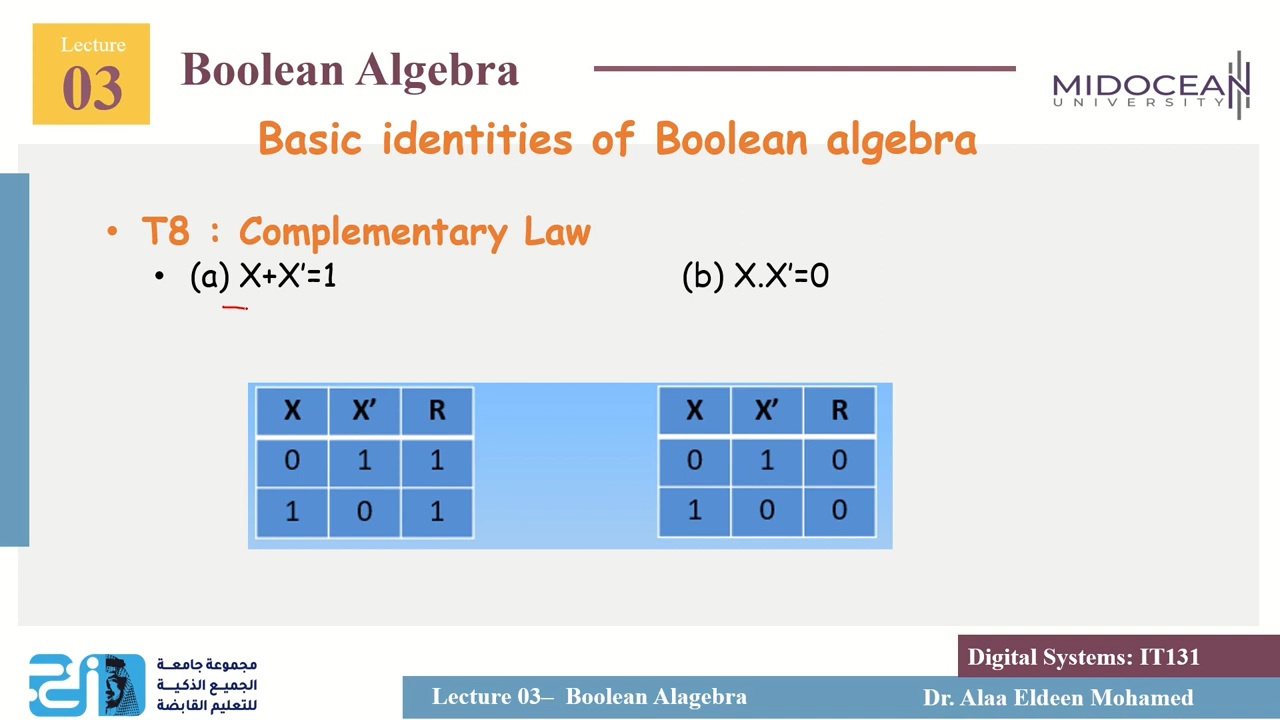 Lecture
03
Boolean Algebra
MIDOCEAN
UNIVERSITY
Basic identities of Boolean algebra
• T8 : Complementary Law
• (a) X+X'=1 (b) X.X'=0
X X' R
0 1 1
1 0 1
X X' R
0 1 0
1 0 0
مجموعة جامعة
الجميع الذكية
للتعليم القابضة
Digital Systems: IT131
Lecture 03– Boolean Alagebra
Dr. Alaa Eldeen Mohamed